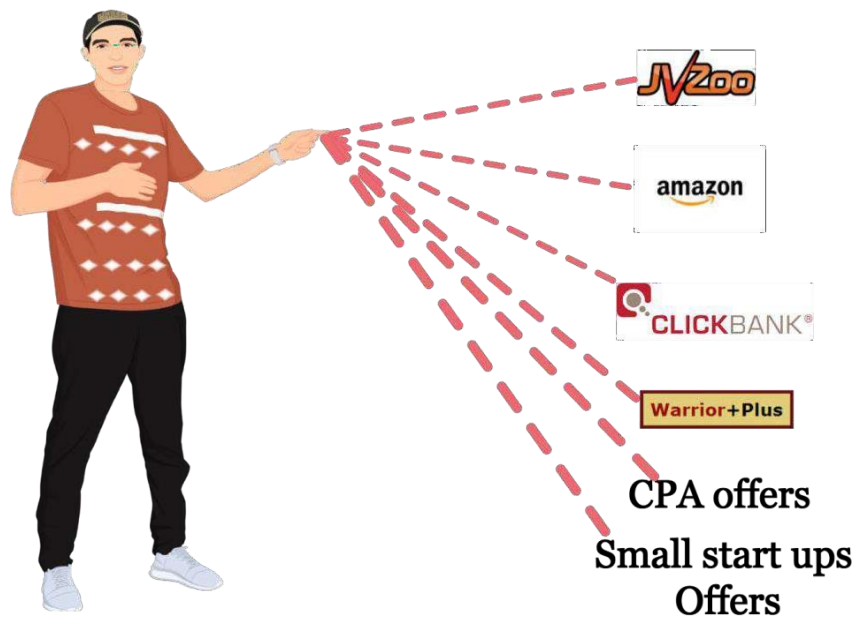 JVZoo
amazon
CLICKBANK®
Warrior+Plus
CPA offers
Small start ups
Offers